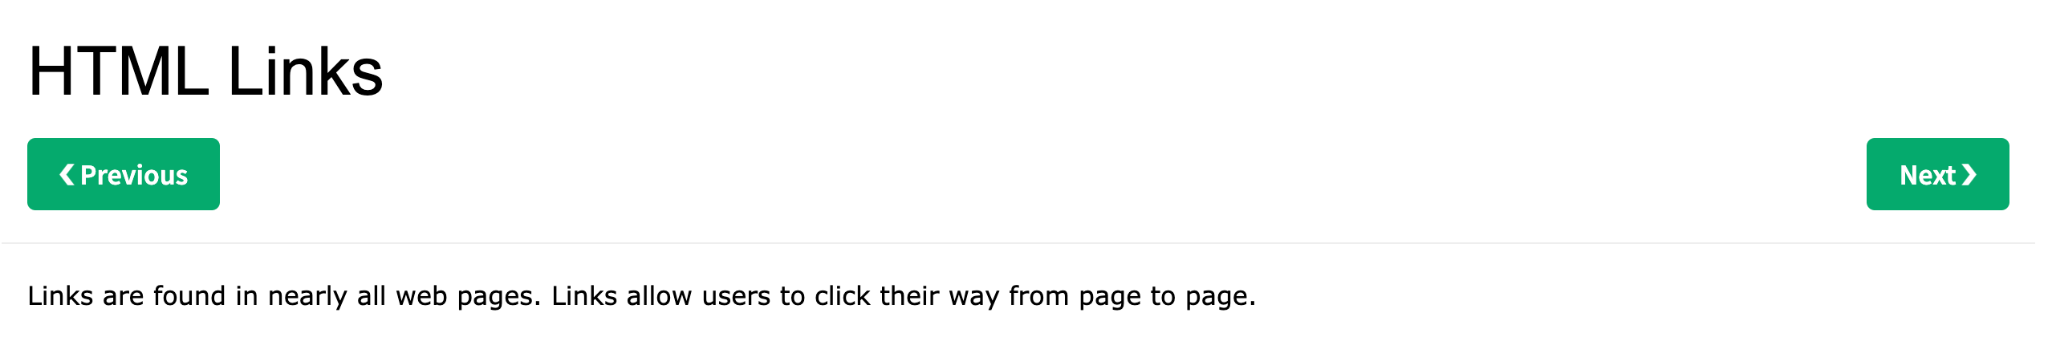 HTML Links
❮ Previous
Next ❯
Links are found in nearly all web pages. Links allow users to click their way from page to page.